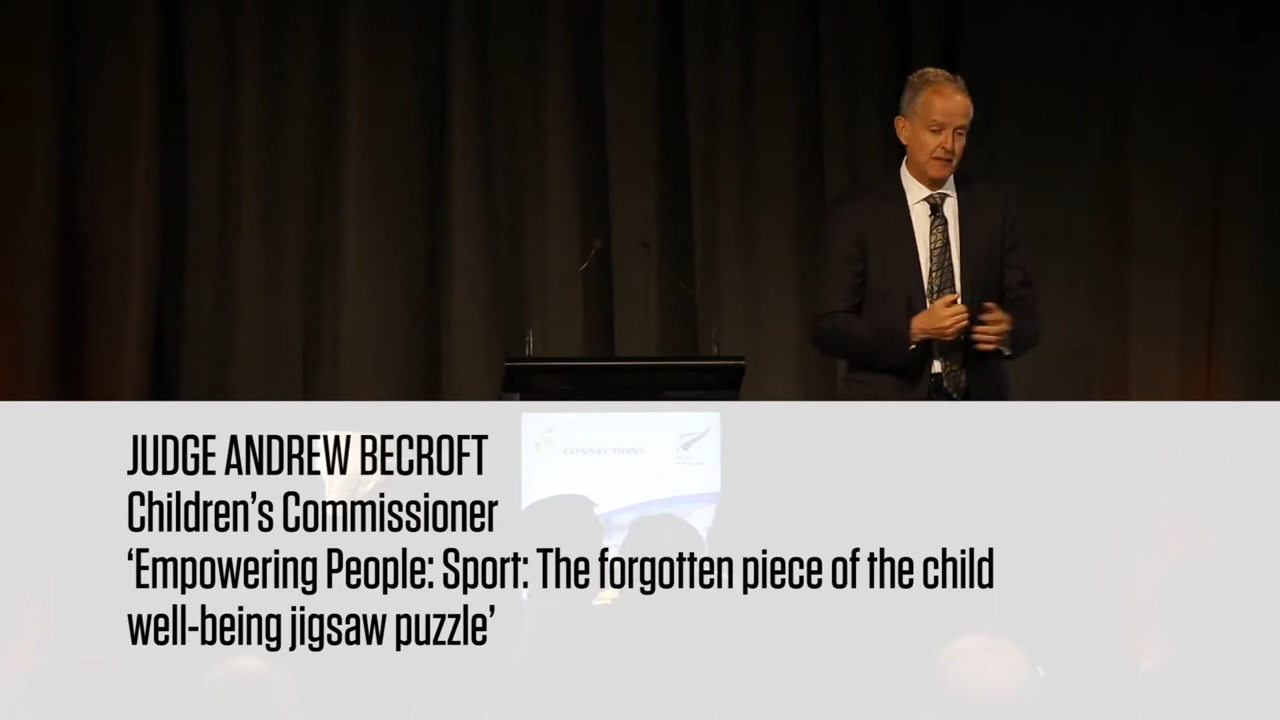 JUDGE ANDREW BECROFT
Children’s Commissioner
‘Empowering People: Sport: The forgotten piece of the child
well-being jigsaw puzzle’
CONNECTIONS